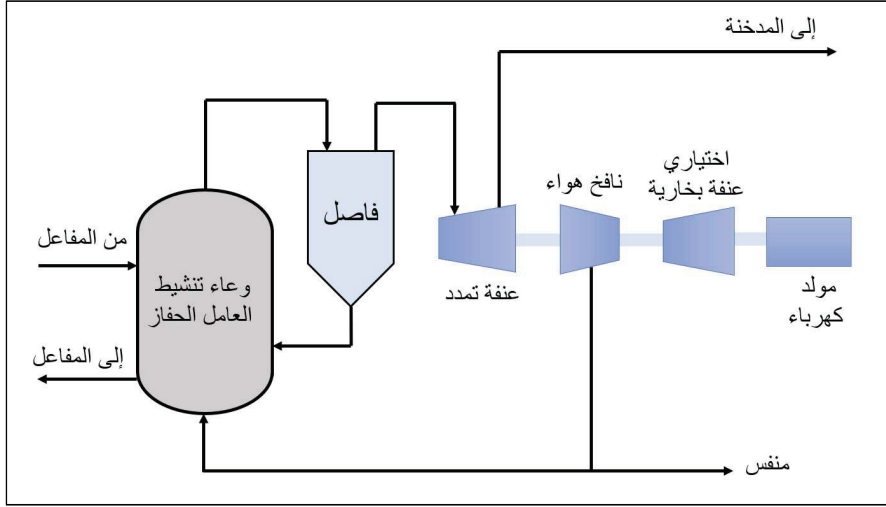 إلى المدخنة
اختياري
عنفة بخارية
نافخ هواء
فاصل
من المفاعل
وعاء تنشيط
العامل الحفاز
عنفة تمدد
مولد
كهرباء
إلى المفاعل
منفس